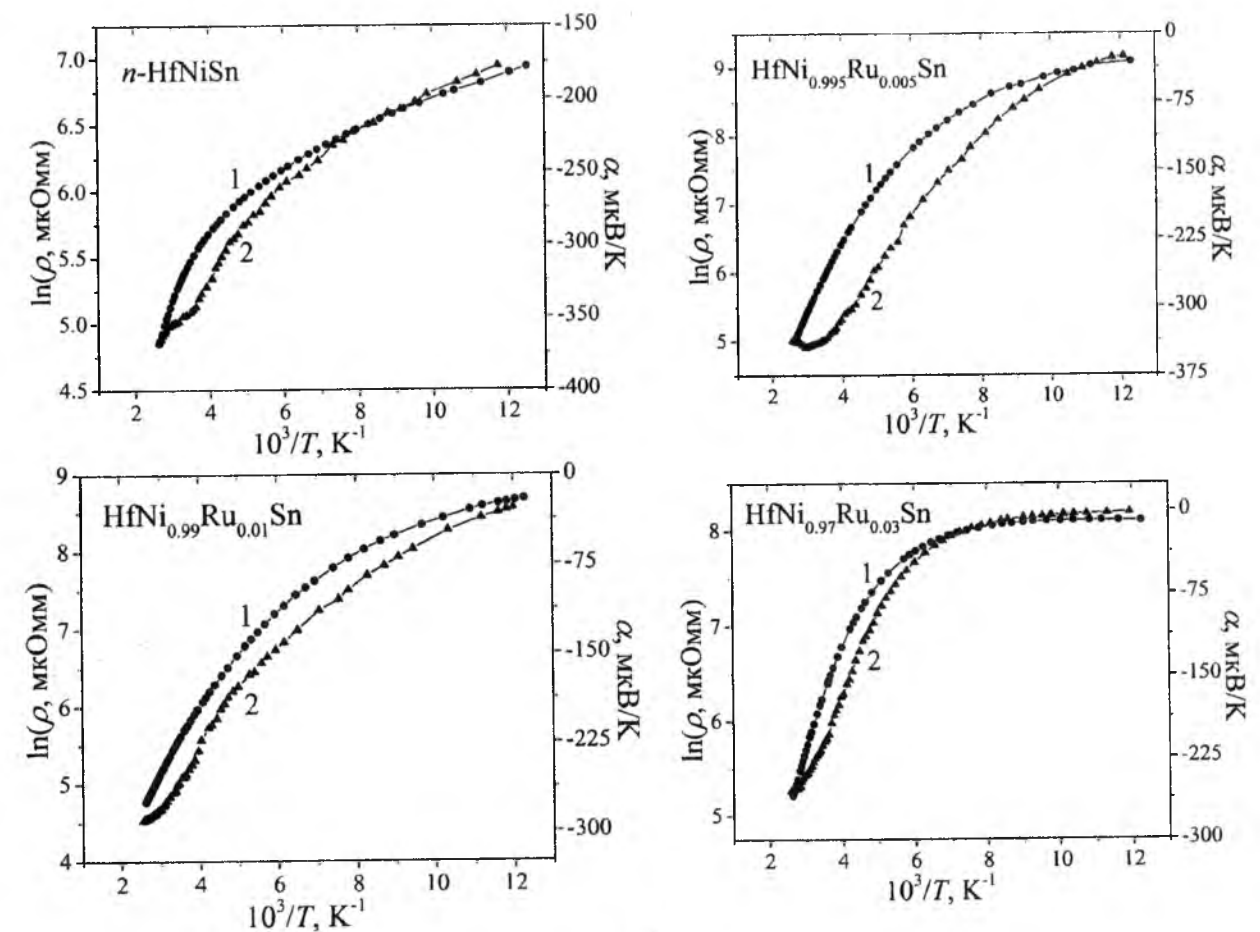 n-HfNiSn
ln(ρ, мкОмм)
7.0
6.5
6.0
5.5
5.0
4.5
-150
-200
-250
-300
-350
-400
α, мкВ/К
1
2
4 6 8 10 12
2
10³/T, K⁻¹
HfNi₀.₉₉₅Ru₀.₀₀₅Sn
ln(ρ, мкОмм)
9
8
7
6
5
0
-75
-150
-225
-300
-375
α, мкВ/К
1
2
2 4 6 8 10 12
10³/T, K⁻¹
HfNi₀.₉₉Ru₀.₀₁Sn
ln(ρ, мкОмм)
9
8
7
6
5
4
0
-75
-150
-225
-300
α, мкВ/К
1
2
2 4 6 8 10 12
10³/T, K⁻¹
HfNi₀.₉₇Ru₀.₀₃Sn
ln(ρ, мкОмм)
8
7
6
5
0
-75
-150
-225
-300
α, мкВ/К
1
2
2 4 6 8 10 12
10³/T, K⁻¹